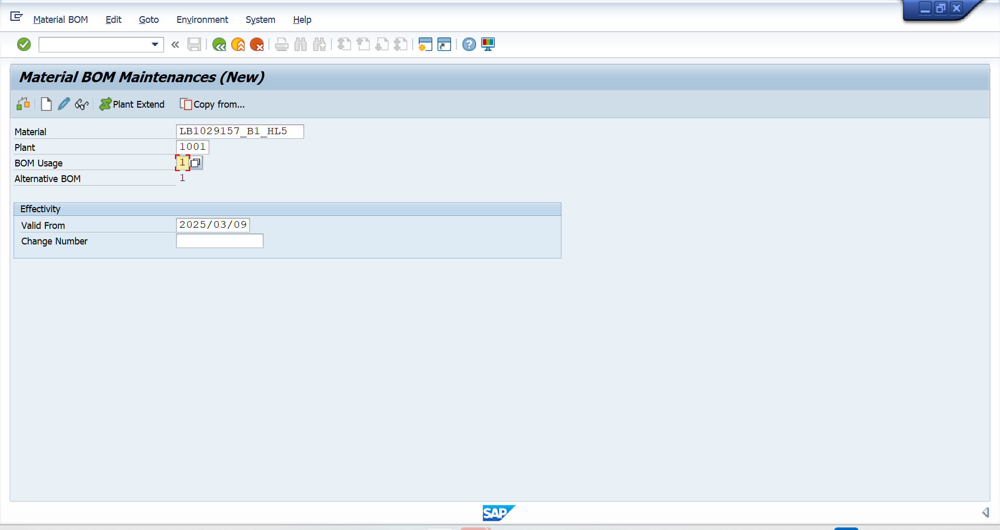 Material BOM Edit Goto Environment System Help
Material BOM Maintenances (New)
Plant Extend Copy from...
Material LB1029157_B1_HL5
Plant 1001
BOM Usage 1
Alternative BOM 1
Effectivity
Valid From 2025/03/09
Change Number
SAP